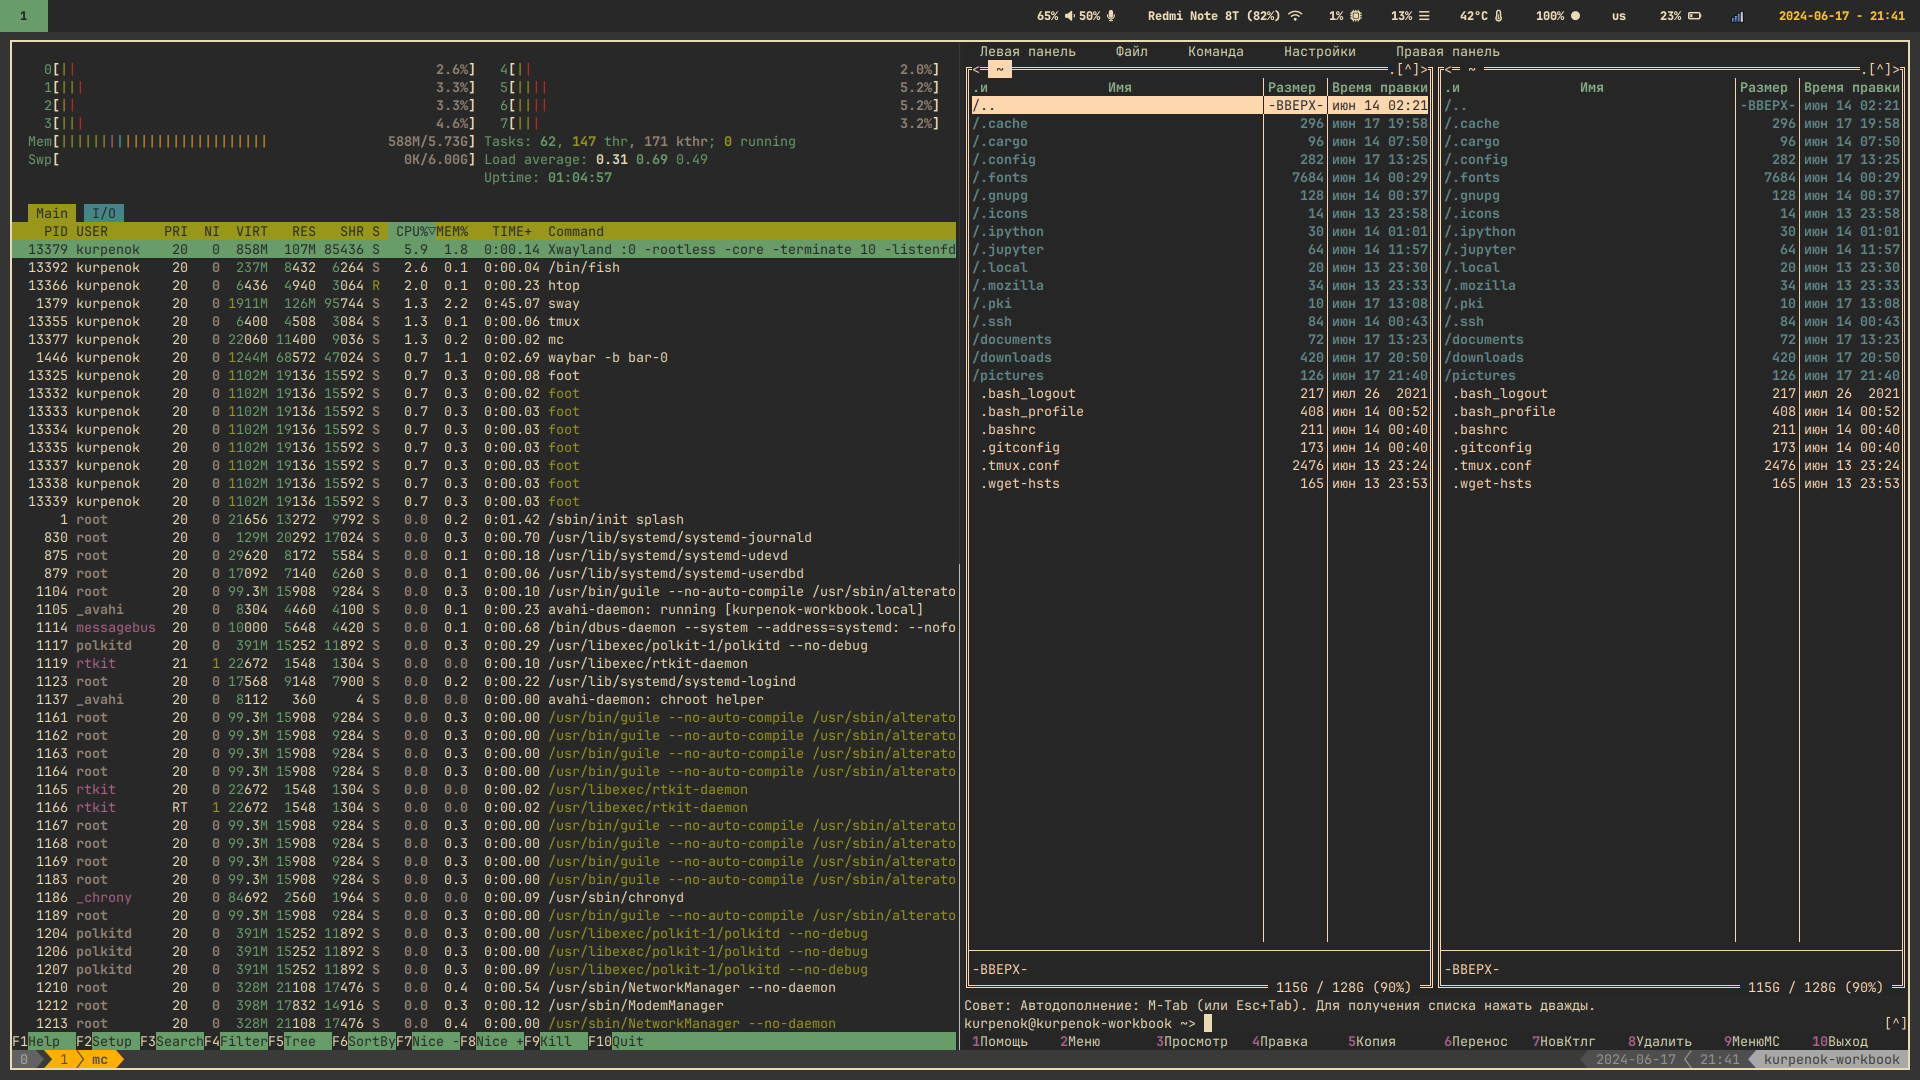 1 65% 50% Redmi Note 8T (82%) 1% 13% 42°C 100% us 23% 2024-06-17 - 21:41
0[|| 2.6%] 4[|| 2.0%]
1[||| 3.3%] 5[|||| 5.2%]
2[|| 3.3%] 6[|||| 5.2%]
3[||| 4.6%] 7[||| 3.2%]
Mem[|||||||||||||||||||||||||| 588M/5.73G] Tasks: 62, 147 thr, 171 kthr; 0 running
Swp[ 0K/6.00G] Load average: 0.31 0.69 0.49
Uptime: 01:04:57
Main I/O
PID USER PRI NI VIRT RES SHR S CPU%▽MEM% TIME+ Command
13379 kurpenok 20 0 858M 107M 85436 S 5.9 1.8 0:00.14 Xwayland :0 -rootless -core -terminate 10 -listenfd
13392 kurpenok 20 0 237M 8432 6264 S 2.6 0.1 0:00.04 /bin/fish
13366 kurpenok 20 0 6436 4940 3064 R 2.0 0.1 0:00.23 htop
1379 kurpenok 20 0 1911M 126M 95744 S 1.3 2.2 0:45.07 sway
13355 kurpenok 20 0 6400 4508 3084 S 1.3 0.1 0:00.06 tmux
13377 kurpenok 20 0 22060 11400 9036 S 1.3 0.2 0:00.02 mc
1446 kurpenok 20 0 1244M 68572 47024 S 0.7 1.1 0:02.69 waybar -b bar-0
13325 kurpenok 20 0 1102M 19136 15592 S 0.7 0.3 0:00.08 foot
13332 kurpenok 20 0 1102M 19136 15592 S 0.7 0.3 0:00.02 foot
13333 kurpenok 20 0 1102M 19136 15592 S 0.7 0.3 0:00.03 foot
13334 kurpenok 20 0 1102M 19136 15592 S 0.7 0.3 0:00.03 foot
13335 kurpenok 20 0 1102M 19136 15592 S 0.7 0.3 0:00.03 foot
13337 kurpenok 20 0 1102M 19136 15592 S 0.7 0.3 0:00.03 foot
13338 kurpenok 20 0 1102M 19136 15592 S 0.7 0.3 0:00.03 foot
13339 kurpenok 20 0 1102M 19136 15592 S 0.7 0.3 0:00.03 foot
1 root 20 0 21656 13272 9792 S 0.0 0.2 0:01.42 /sbin/init splash
830 root 20 0 129M 20292 17024 S 0.0 0.3 0:00.70 /usr/lib/systemd/systemd-journald
875 root 20 0 29620 8172 5584 S 0.0 0.1 0:00.18 /usr/lib/systemd/systemd-udevd
879 root 20 0 17092 7140 6260 S 0.0 0.1 0:00.06 /usr/lib/systemd/systemd-userdbd
1104 root 20 0 99.3M 15908 9284 S 0.0 0.3 0:00.10 /usr/bin/guile --no-auto-compile /usr/sbin/alterato
1105 _avahi 20 0 8304 4460 4100 S 0.0 0.1 0:00.23 avahi-daemon: running [kurpenok-workbook.local]
1114 messagebus 20 0 10000 5648 4420 S 0.0 0.1 0:00.68 /bin/dbus-daemon --system --address=systemd: --nofo
1117 polkitd 20 0 391M 15252 11892 S 0.0 0.3 0:00.29 /usr/libexec/polkit-1/polkitd --no-debug
1119 rtkit 21 1 22672 1548 1304 S 0.0 0.0 0:00.10 /usr/libexec/rtkit-daemon
1123 root 20 0 17568 9148 7900 S 0.0 0.2 0:00.22 /usr/lib/systemd/systemd-logind
1137 _avahi 20 0 8112 360 4 S 0.0 0.0 0:00.00 avahi-daemon: chroot helper
1161 root 20 0 99.3M 15908 9284 S 0.0 0.3 0:00.00 /usr/bin/guile --no-auto-compile /usr/sbin/alterato
1162 root 20 0 99.3M 15908 9284 S 0.0 0.3 0:00.00 /usr/bin/guile --no-auto-compile /usr/sbin/alterato
1163 root 20 0 99.3M 15908 9284 S 0.0 0.3 0:00.00 /usr/bin/guile --no-auto-compile /usr/sbin/alterato
1164 root 20 0 99.3M 15908 9284 S 0.0 0.3 0:00.00 /usr/bin/guile --no-auto-compile /usr/sbin/alterato
1165 rtkit 20 0 22672 1548 1304 S 0.0 0.0 0:00.02 /usr/libexec/rtkit-daemon
1166 rtkit RT 1 22672 1548 1304 S 0.0 0.0 0:00.02 /usr/libexec/rtkit-daemon
1167 root 20 0 99.3M 15908 9284 S 0.0 0.3 0:00.00 /usr/bin/guile --no-auto-compile /usr/sbin/alterato
1168 root 20 0 99.3M 15908 9284 S 0.0 0.3 0:00.00 /usr/bin/guile --no-auto-compile /usr/sbin/alterato
1169 root 20 0 99.3M 15908 9284 S 0.0 0.3 0:00.00 /usr/bin/guile --no-auto-compile /usr/sbin/alterato
1183 root 20 0 99.3M 15908 9284 S 0.0 0.3 0:00.00 /usr/bin/guile --no-auto-compile /usr/sbin/alterato
1186 _chrony 20 0 84692 2560 1964 S 0.0 0.0 0:00.09 /usr/sbin/chronyd
1189 root 20 0 99.3M 15908 9284 S 0.0 0.3 0:00.00 /usr/bin/guile --no-auto-compile /usr/sbin/alterato
1204 polkitd 20 0 391M 15252 11892 S 0.0 0.3 0:00.00 /usr/libexec/polkit-1/polkitd --no-debug
1206 polkitd 20 0 391M 15252 11892 S 0.0 0.3 0:00.00 /usr/libexec/polkit-1/polkitd --no-debug
1207 polkitd 20 0 391M 15252 11892 S 0.0 0.3 0:00.09 /usr/libexec/polkit-1/polkitd --no-debug
1210 root 20 0 328M 21108 17476 S 0.0 0.4 0:00.54 /usr/sbin/NetworkManager --no-daemon
1212 root 20 0 398M 17832 14916 S 0.0 0.3 0:00.12 /usr/sbin/ModemManager
1213 root 20 0 328M 21108 17476 S 0.0 0.4 0:00.00 /usr/sbin/NetworkManager --no-daemon
F1Help F2Setup F3SearchF4FilterF5Tree F6SortByF7Nice -F8Nice +F9Kill F10Quit
Левая панель Файл Команда Настройки Правая панель
<- ~ .[^]>
.и Имя Размер Время правки
/.. -ВВЕРХ- июн 14 02:21
/.cache 296 июн 17 19:58
/.cargo 96 июн 14 07:50
/.config 282 июн 17 13:25
/.fonts 7684 июн 14 00:29
/.gnupg 128 июн 14 00:37
/.icons 14 июн 13 23:58
/.ipython 30 июн 14 01:01
/.jupyter 64 июн 14 11:57
/.local 20 июн 13 23:30
/.mozilla 34 июн 13 23:33
/.pki 10 июн 17 13:08
/.ssh 84 июн 14 00:43
/documents 72 июн 17 13:23
/downloads 420 июн 17 20:50
/pictures 126 июн 17 21:40
.bash_logout 217 июл 26 2021
.bash_profile 408 июн 14 00:52
.bashrc 211 июн 14 00:40
.gitconfig 173 июн 14 00:40
.tmux.conf 2476 июн 13 23:24
.wget-hsts 165 июн 13 23:53
-ВВЕРХ-
115G / 128G (90%)
<- ~ .[^]>
.и Имя Размер Время правки
/.. -ВВЕРХ- июн 14 02:21
/.cache 296 июн 17 19:58
/.cargo 96 июн 14 07:50
/.config 282 июн 17 13:25
/.fonts 7684 июн 14 00:29
/.gnupg 128 июн 14 00:37
/.icons 14 июн 13 23:58
/.ipython 30 июн 14 01:01
/.jupyter 64 июн 14 11:57
/.local 20 июн 13 23:30
/.mozilla 34 июн 13 23:33
/.pki 10 июн 17 13:08
/.ssh 84 июн 14 00:43
/documents 72 июн 17 13:23
/downloads 420 июн 17 20:50
/pictures 126 июн 17 21:40
.bash_logout 217 июл 26 2021
.bash_profile 408 июн 14 00:52
.bashrc 211 июн 14 00:40
.gitconfig 173 июн 14 00:40
.tmux.conf 2476 июн 13 23:24
.wget-hsts 165 июн 13 23:53
-ВВЕРХ-
115G / 128G (90%)
Совет: Автодополнение: M-Tab (или Esc+Tab). Для получения списка нажать дважды.
kurpenok@kurpenok-workbook ~> [^]
1Помощь 2Меню 3Просмотр 4Правка 5Копия 6Перенос 7НовКтлг 8Удалить 9МенюMC 10Выход
0 1 mc 2024-06-17 21:41 kurpenok-workbook